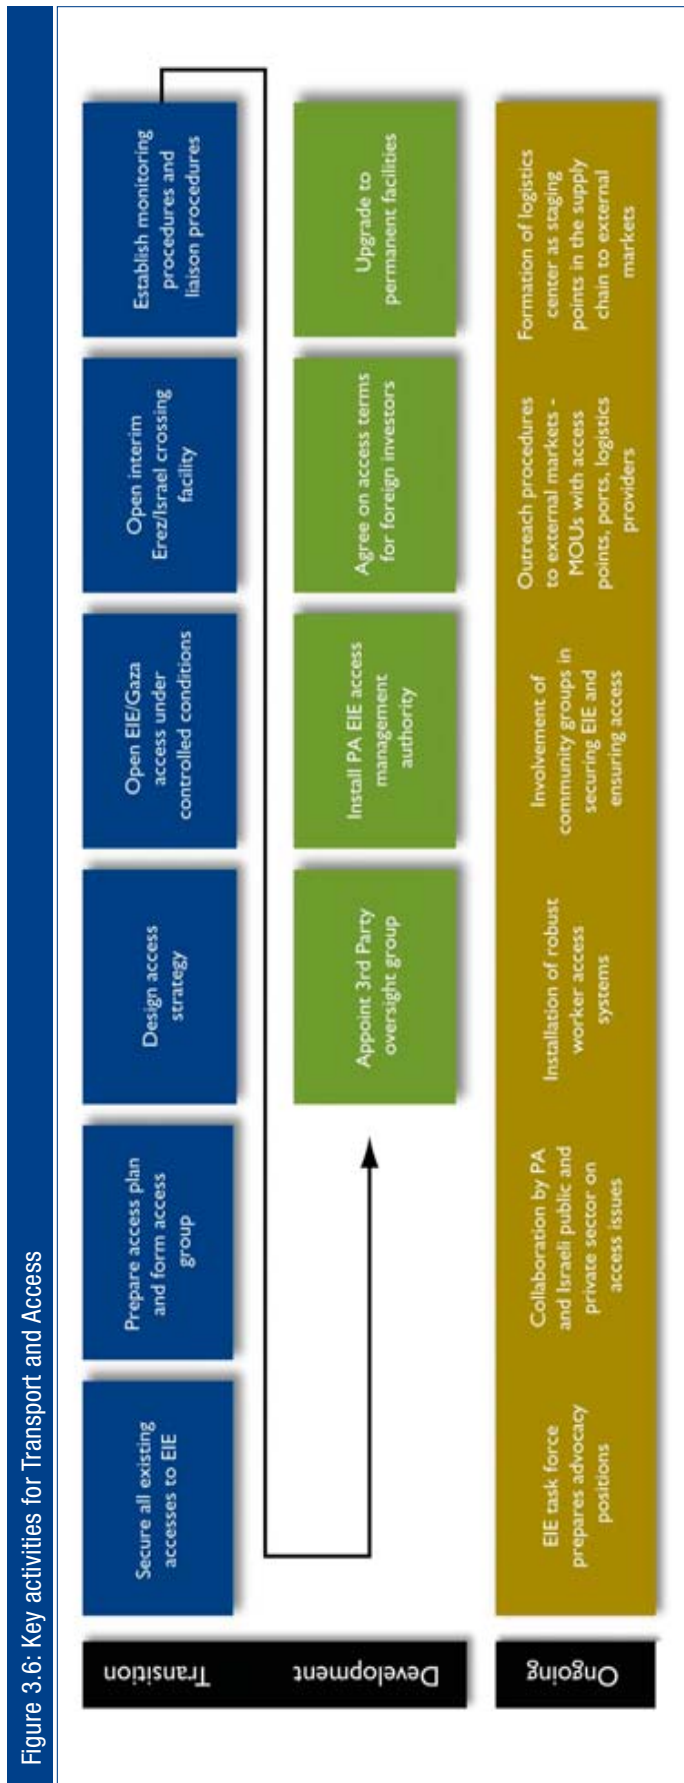 Figure 3.6: Key activities for Transport and Access
Transition
Secure all existing
accesses to EIE
Prepare access plan
and form access
group
Design access
strategy
Open EIE/Gaza
access under
controlled conditions
Open interim
Erez/Israel crossing
facility
Establish monitoring
procedures and
liaison procedures
Development
Appoint 3rd Party
oversight group
Install PA EIE access
management
authority
Agree on access terms
for foreign investors
Upgrade to
permanent facilities
Ongoing
EIE task force
prepares advocacy
positions
Collaboration by PA
and Israeli public and
private sector on
access issues
Installation of robust
worker access
systems
Involvement of
community groups in
securing EIE and
ensuring access
Outreach procedures
to external markets -
MOUs with access
points, ports, logistics
providers
Formation of logistics
center as staging
points in the supply
chain to external
markets